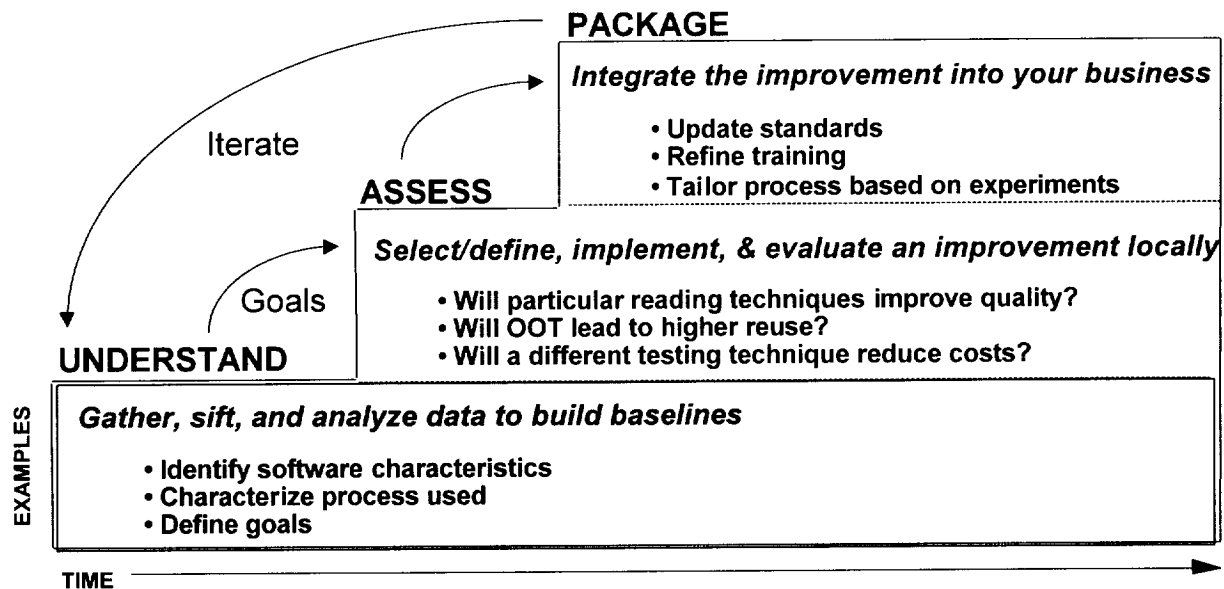 PACKAGE
Integrate the improvement into your business
• Update standards
• Refine training
• Tailor process based on experiments
Iterate
ASSESS
Select/define, implement, & evaluate an improvement locally
• Will particular reading techniques improve quality?
• Will OOT lead to higher reuse?
• Will a different testing technique reduce costs?
Goals
UNDERSTAND
Gather, sift, and analyze data to build baselines
• Identify software characteristics
• Characterize process used
• Define goals
EXAMPLES
TIME